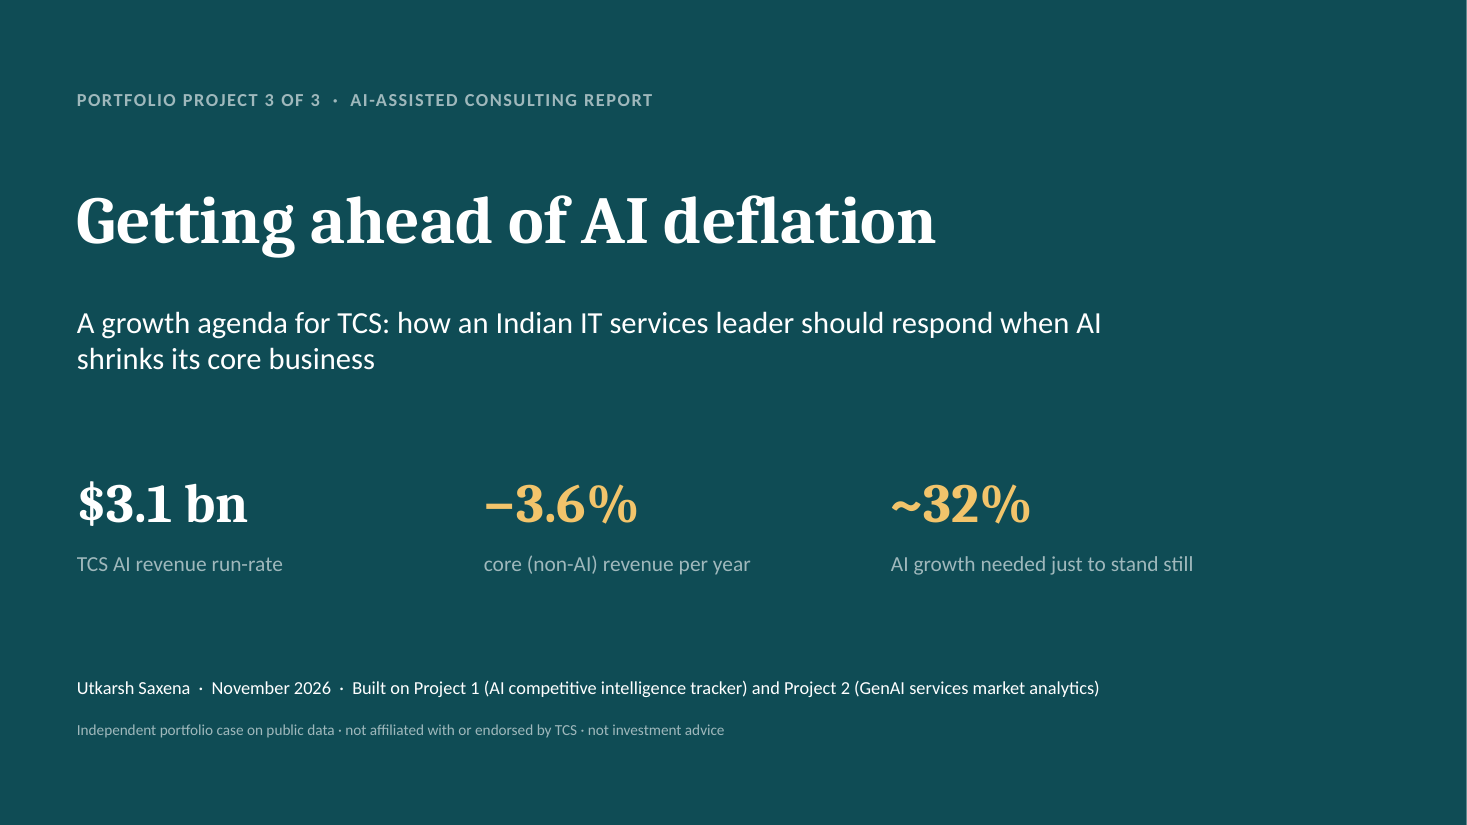 PORTFOLIO PROJECT 3 OF 3 · AI-ASSISTED CONSULTING REPORT
Getting ahead of AI deflation
A growth agenda for TCS: how an Indian IT services leader should respond when AI
shrinks its core business
$3.1 bn
TCS AI revenue run-rate
–3.6%
core (non-AI) revenue per year
~32%
AI growth needed just to stand still
Utkarsh Saxena · November 2026 · Built on Project 1 (AI competitive intelligence tracker) and Project 2 (GenAI services market analytics)
Independent portfolio case on public data · not affiliated with or endorsed by TCS · not investment advice